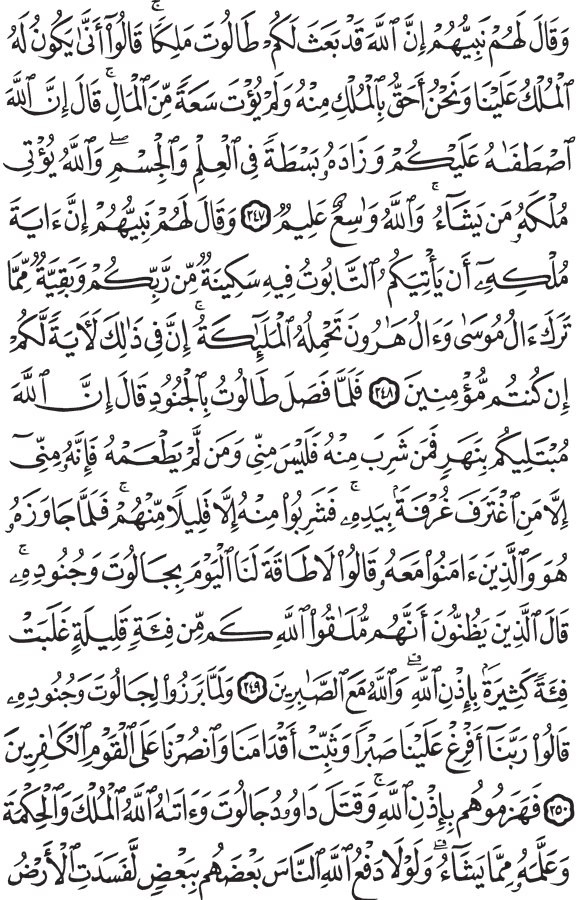 وَقَالَ لَهُمْ نَبِيُّهُمْ إِنَّ ٱللَّهَ قَدْ بَعَثَ لَكُمْ طَالُوتَ مَلِكًاۚ قَالُوٓا۟ أَنَّىٰ يَكُونُ لَهُ
ٱلْمُلْكُ عَلَيْنَا وَنَحْنُ أَحَقُّ بِٱلْمُلْكِ مِنْهُ وَلَمْ يُؤْتَ سَعَةً مِّنَ ٱلْمَالِۚ قَالَ إِنَّ ٱللَّهَ
ٱصْطَفَىٰهُ عَلَيْكُمْ وَزَادَهُۥ بَسْطَةً فِى ٱلْعِلْمِ وَٱلْجِسْمِۖ وَٱللَّهُ يُؤْتِى
مُلْكَهُۥ مَن يَشَآءُۚ وَٱللَّهُ وَٰسِعٌ عَلِيمٌ ٢٤٧ وَقَالَ لَهُمْ نَبِيُّهُمْ إِنَّ ءَايَةَ
مُلْكِهِۦٓ أَن يَأْتِيَكُمُ ٱلتَّابُوتُ فِيهِ سَكِينَةٌ مِّن رَّبِّكُمْ وَبَقِيَّةٌ مِّمَّا
تَرَكَ ءَالُ مُوسَىٰ وَءَالُ هَٰرُونَ تَحْمِلُهُ ٱلْمَلَٰٓئِكَةُۚ إِنَّ فِى ذَٰلِكَ لَءَايَةً لَّكُمْ
إِن كُنتُم مُّؤْمِنِينَ ٢٤٨ فَلَمَّا فَصَلَ طَالُوتُ بِٱلْجُنُودِ قَالَ إِنَّ ٱللَّهَ
مُبْتَلِيكُم بِنَهَرٍ فَمَن شَرِبَ مِنْهُ فَلَيْسَ مِنِّى وَمَن لَّمْ يَطْعَمْهُ فَإِنَّهُۥ مِنِّىٓ
إِلَّا مَنِ ٱغْتَرَفَ غُرْفَةًۢ بِيَدِهِۦۚ فَشَرِبُوا۟ مِنْهُ إِلَّا قَلِيلًا مِّنْهُمْۚ فَلَمَّا جَاوَزَهُۥ
هُوَ وَٱلَّذِينَ ءَامَنُوا۟ مَعَهُۥ قَالُوا۟ لَا طَاقَةَ لَنَا ٱلْيَوْمَ بِجَالُوتَ وَجُنُودِهِۦۚ
قَالَ ٱلَّذِينَ يَظُنُّونَ أَنَّهُم مُّلَٰقُوا۟ ٱللَّهِ كَم مِّن فِئَةٍ قَلِيلَةٍ غَلَبَتْ
فِئَةً كَثِيرَةًۢ بِإِذْنِ ٱللَّهِۗ وَٱللَّهُ مَعَ ٱلصَّٰبِرِينَ ٢٤٩ وَلَمَّا بَرَزُوا۟ لِجَالُوتَ وَجُنُودِهِۦ
قَالُوا۟ رَبَّنَآ أَفْرِغْ عَلَيْنَا صَبْرًا وَثَبِّتْ أَقْدَامَنَا وَٱنصُرْنَا عَلَى ٱلْقَوْمِ ٱلْكَٰفِرِينَ
٢٥٠ فَهَزَمُوهُم بِإِذْنِ ٱللَّهِ وَقَتَلَ دَاوُۥدُ جَالُوتَ وَءَاتَىٰهُ ٱللَّهُ ٱلْمُلْكَ وَٱلْحِكْمَةَ
وَعَلَّمَهُۥ مِمَّا يَشَآءُۗ وَلَوْلَا دَفْعُ ٱللَّهِ ٱلنَّاسَ بَعْضَهُم بِبَعْضٍ لَّفَسَدَتِ ٱلْأَرْضُ